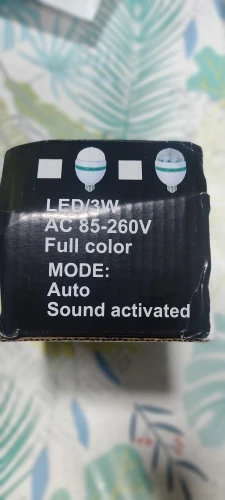 LED/3W
AC 85-260V
Full color
MODE:
Auto
Sound activated